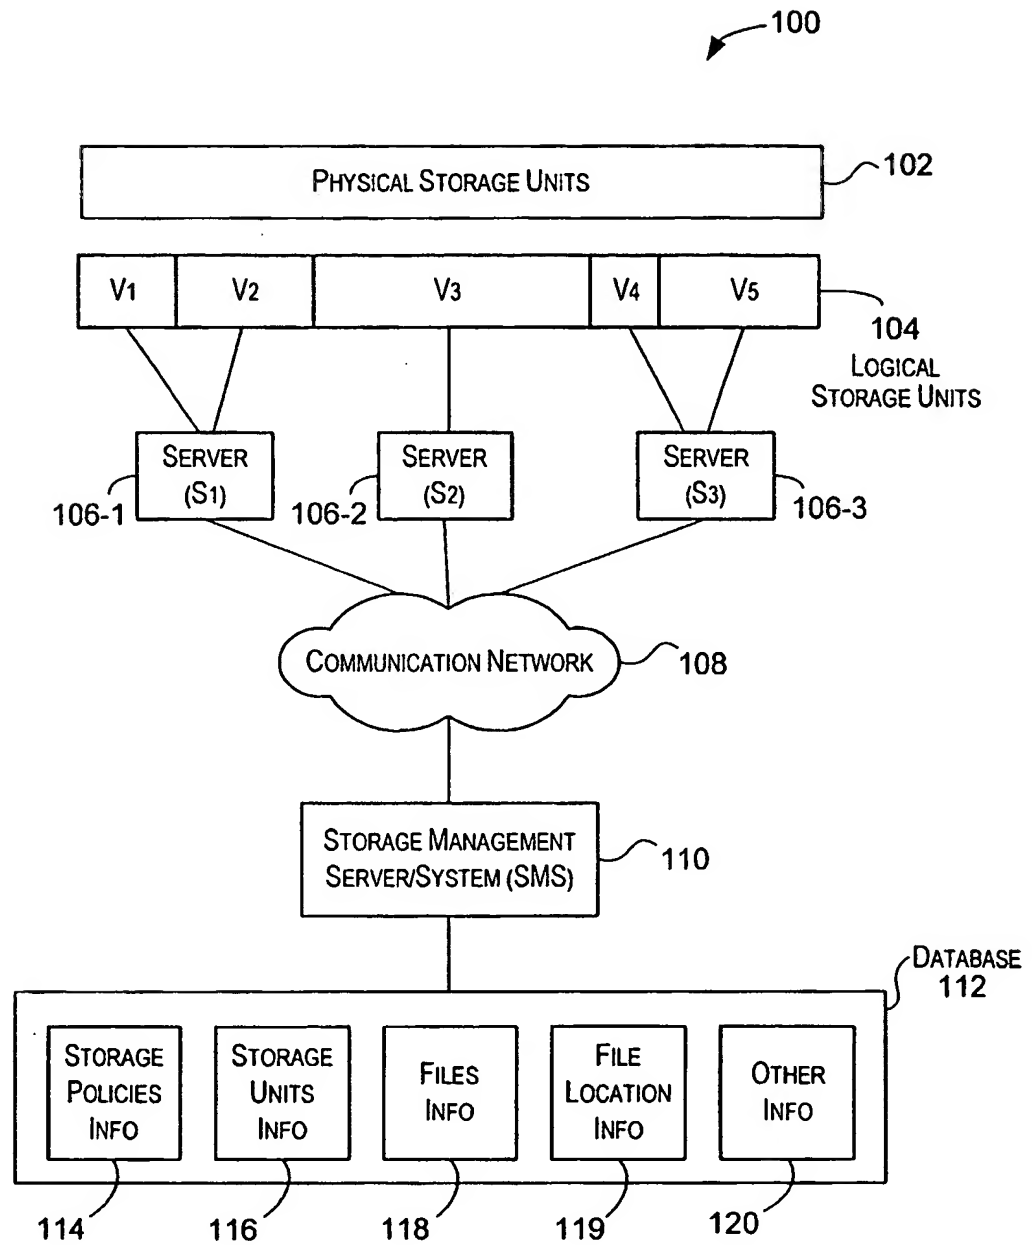 100
PHYSICAL STORAGE UNITS
102
V1
V2
V3
V4
V5
104
LOGICAL
STORAGE UNITS
SERVER
(S1)
106-1
SERVER
(S2)
106-2
SERVER
(S3)
106-3
COMMUNICATION NETWORK
108
STORAGE MANAGEMENT
SERVER/SYSTEM (SMS)
110
DATABASE
112
STORAGE
POLICIES
INFO
STORAGE
UNITS
INFO
FILES
INFO
FILE
LOCATION
INFO
OTHER
INFO
114
116
118
119
120